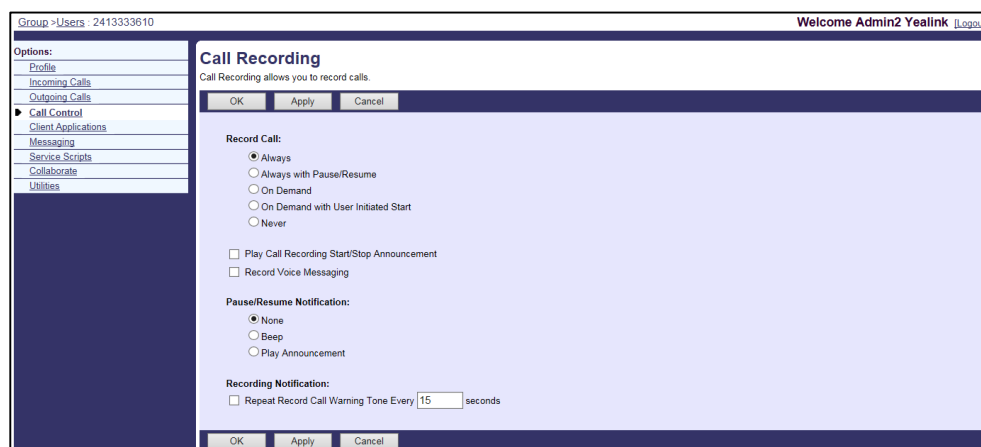 Group >Users : 2413333610
Welcome Admin2 Yealink [Logou
Options:
Profile
Incoming Calls
Outgoing Calls
Call Control
Client Applications
Messaging
Service Scripts
Collaborate
Utilities
Call Recording
Call Recording allows you to record calls.
OK Apply Cancel
Record Call:
Always
Always with Pause/Resume
On Demand
On Demand with User Initiated Start
Never
Play Call Recording Start/Stop Announcement
Record Voice Messaging
Pause/Resume Notification:
None
Beep
Play Announcement
Recording Notification:
Repeat Record Call Warning Tone Every 15 seconds
OK Apply Cancel